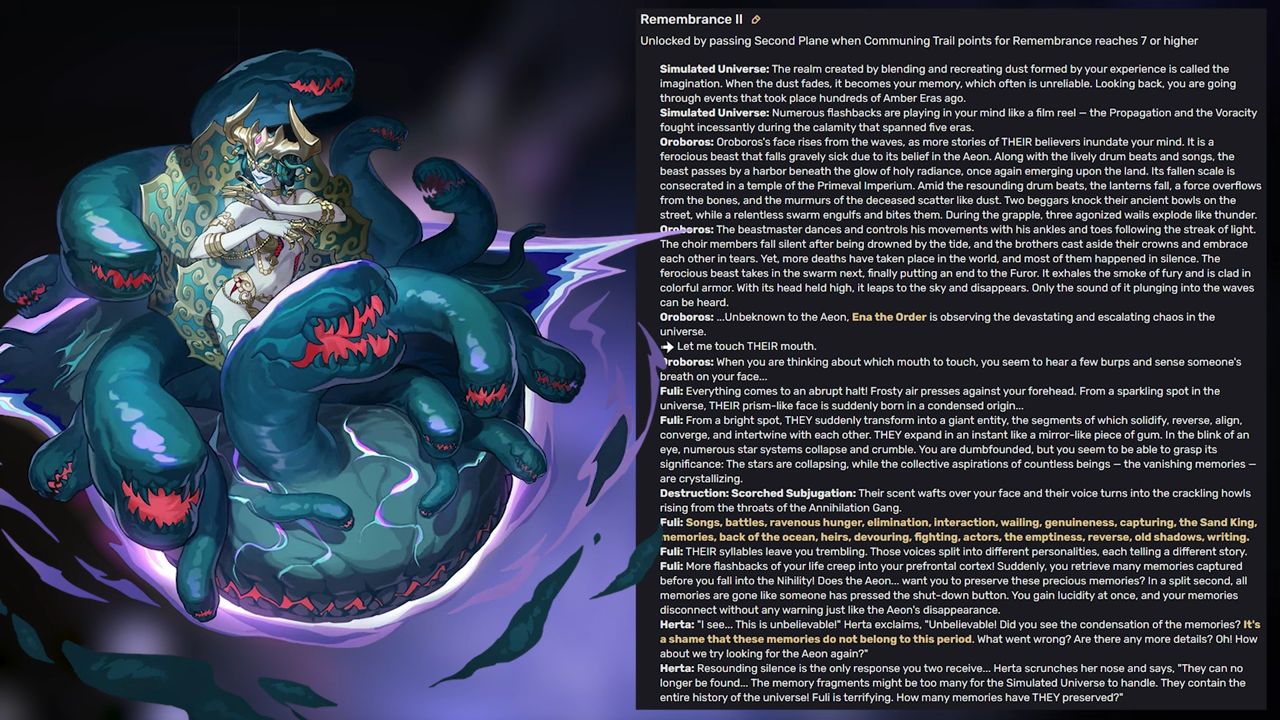 Remembrance II
Unlocked by passing Second Plane when Communing Trail points for Remembrance reaches 7 or higher
Simulated Universe: The realm created by blending and recreating dust formed by your experience is called the
imagination. When the dust fades, it becomes your memory, which often is unreliable. Looking back, you are going
through events that took place hundreds of Amber Eras ago.
Simulated Universe: Numerous flashbacks are playing in your mind like a film reel — the Propagation and the Voracity
fought incessantly during the calamity that spanned five eras.
Oroboros: Oroboros's face rises from the waves, as more stories of THEIR believers inundate your mind. It is a
ferocious beast that falls gravely sick due to its belief in the Aeon. Along with the lively drum beats and songs, the
beast passes by a harbor beneath the glow of holy radiance, once again emerging upon the land. Its fallen scale is
consecrated in a temple of the Primeval Imperium. Amid the resounding drum beats, the lanterns fall, a force overflows
from the bones, and the murmurs of the deceased scatter like dust. Two beggars knock their ancient bowls on the
street, while a relentless swarm engulfs and bites them. During the grapple, three agonized wails explode like thunder.
Oroboros: The beastmaster dances and controls his movements with his ankles and toes following the streak of light.
The choir members fall silent after being drowned by the tide, and the brothers cast aside their crowns and embrace
each other in tears. Yet, more deaths have taken place in the world, and most of them happened in silence. The
ferocious beast takes in the swarm next, finally putting an end to the Furor. It exhales the smoke of fury and is clad in
colorful armor. With its head held high, it leaps to the sky and disappears. Only the sound of it plunging into the waves
can be heard.
Oroboros: ...Unbeknown to the Aeon, Ena the Order is observing the devastating and escalating chaos in the
universe.
Let me touch THEIR mouth.
Oroboros: When you are thinking about which mouth to touch, you seem to hear a few burps and sense someone's
breath on your face...
Fuli: Everything comes to an abrupt halt! Frosty air presses against your forehead. From a sparkling spot in the
universe, THEIR prism-like face is suddenly born in a condensed origin...
Fuli: From a bright spot, THEY suddenly transform into a giant entity, the segments of which solidify, reverse, align,
converge, and intertwine with each other. THEY expand in an instant like a mirror-like piece of gum. In the blink of an
eye, numerous star systems collapse and crumble. You are dumbfounded, but you seem to be able to grasp its
significance: The stars are collapsing, while the collective aspirations of countless beings — the vanishing memories —
are crystallizing.
Destruction: Scorched Subjugation: Their scent wafts over your face and their voice turns into the crackling howls
rising from the throats of the Annihilation Gang.
Fuli: Songs, battles, ravenous hunger, elimination, interaction, wailing, genuineness, capturing, the Sand King,
memories, back of the ocean, heirs, devouring, fighting, actors, the emptiness, reverse, old shadows, writing.
Fuli: THEIR syllables leave you trembling. Those voices split into different personalities, each telling a different story.
Fuli: More flashbacks of your life creep into your prefrontal cortex! Suddenly, you retrieve many memories captured
before you fall into the Nihility! Does the Aeon... want you to preserve these precious memories? In a split second, all
memories are gone like someone has pressed the shut-down button. You gain lucidity at once, and your memories
disconnect without any warning just like the Aeon's disappearance.
Herta: "I see... This is unbelievable!" Herta exclaims, "Unbelievable! Did you see the condensation of the memories? It's
a shame that these memories do not belong to this period. What went wrong? Are there any more details? Oh! How
about we try looking for the Aeon again?"
Herta: Resounding silence is the only response you two receive... Herta scrunches her nose and says, "They can no
longer be found... The memory fragments might be too many for the Simulated Universe to handle. They contain the
entire history of the universe! Fuli is terrifying. How many memories have THEY preserved?"